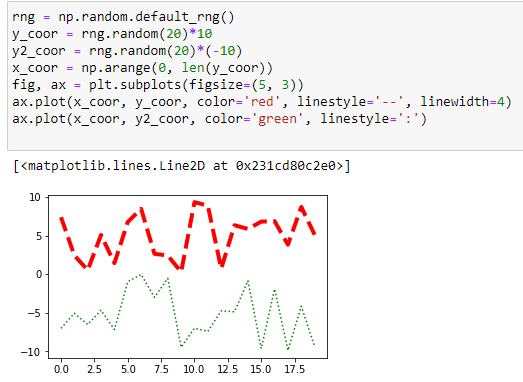 rng = np.random.default_rng()
y_coor = rng.random(20)*10
y2_coor = rng.random(20)*(-10)
x_coor = np.arange(0, len(y_coor))
fig, ax = plt.subplots(figsize=(5, 3))
ax.plot(x_coor, y_coor, color='red', linestyle='--', linewidth=4)
ax.plot(x_coor, y2_coor, color='green', linestyle=':')
[<matplotlib.lines.Line2D at 0x231cd80c2e0>]
10
5
0
−5
−10
0.0 2.5 5.0 7.5 10.0 12.5 15.0 17.5